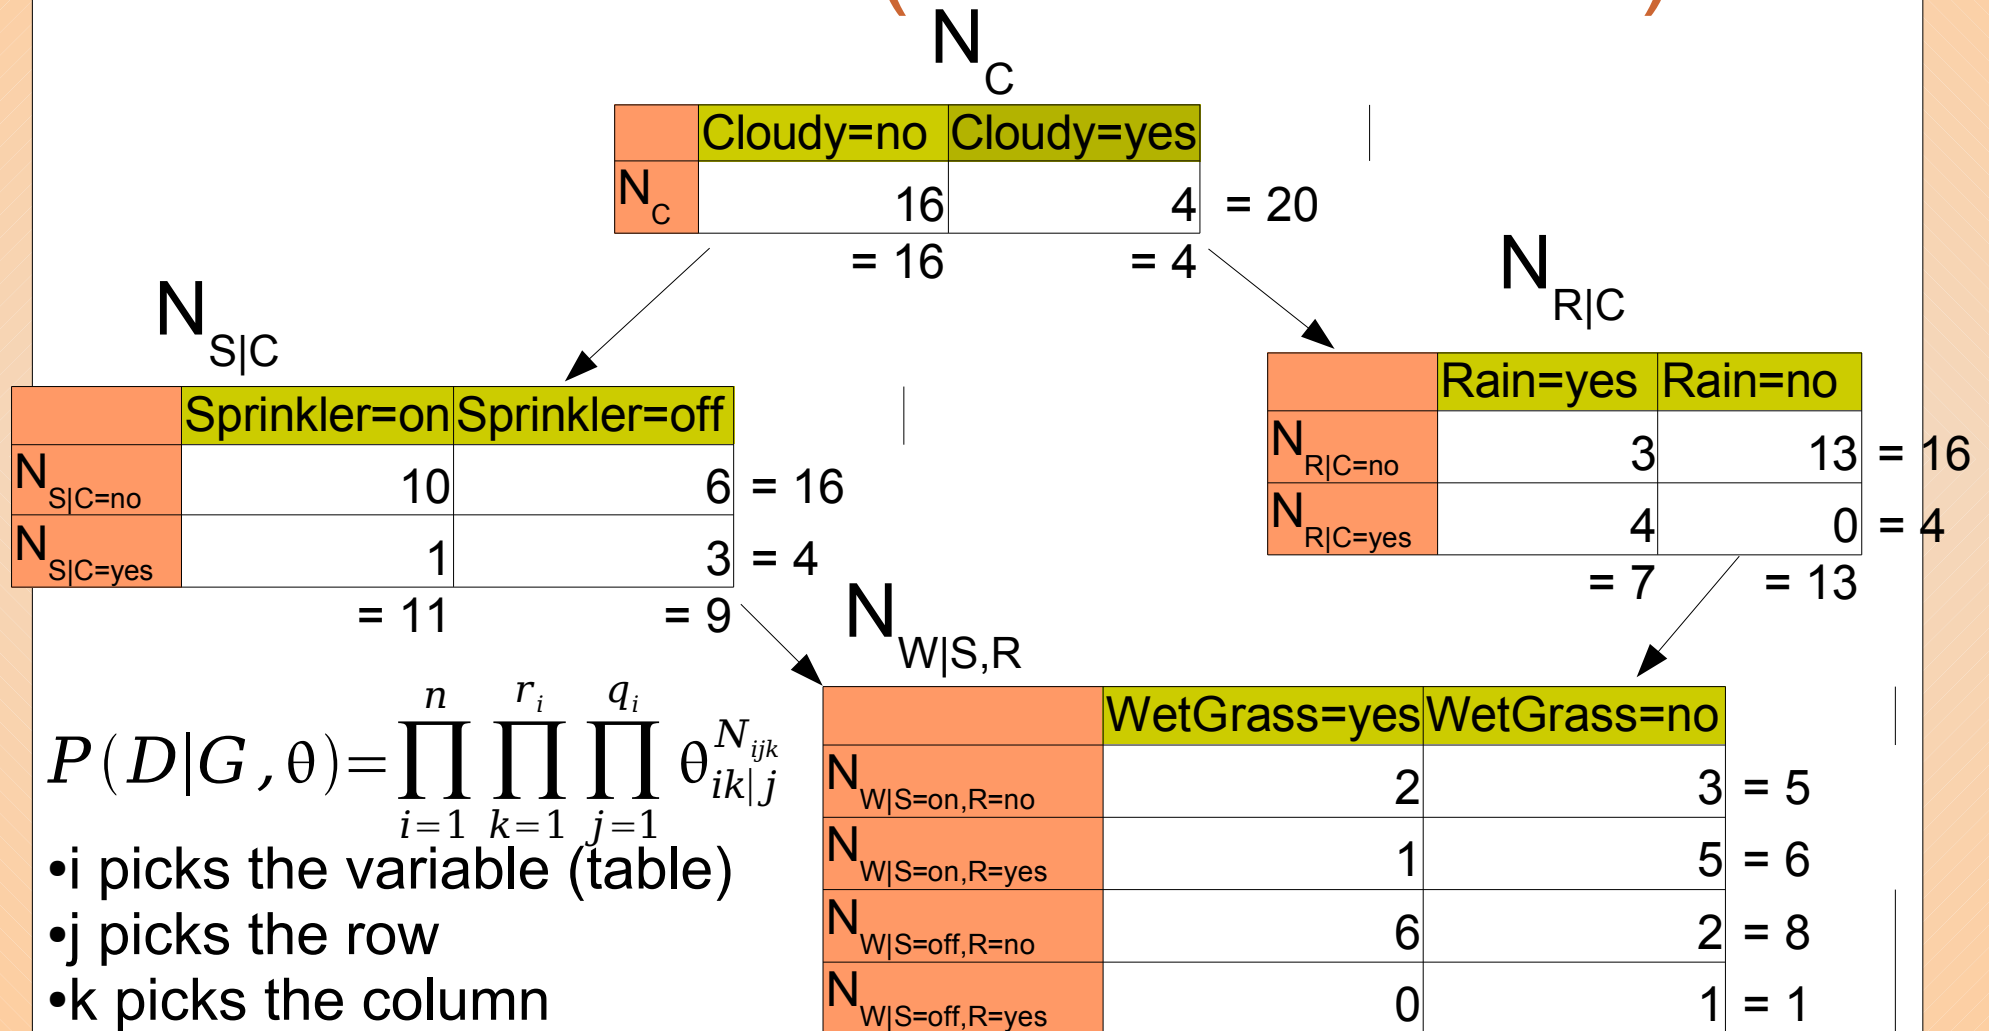 ( )
N_C
Cloudy=no Cloudy=yes
N_C 16 4 = 20
= 16 = 4
N_S|C
Sprinkler=on Sprinkler=off
N_S|C=no 10 6 = 16
N_S|C=yes 1 3 = 4
= 11 = 9
N_R|C
Rain=yes Rain=no
N_R|C=no 3 13 = 16
N_R|C=yes 4 0 = 4
= 7 = 13
N_W|S,R
WetGrass=yes WetGrass=no
N_W|S=on,R=no 2 3 = 5
N_W|S=on,R=yes 1 5 = 6
N_W|S=off,R=no 6 2 = 8
N_W|S=off,R=yes 0 1 = 1
P(D|G,θ)=∏_{i=1}^{n} ∏_{k=1}^{r_i} ∏_{j=1}^{q_i} θ_{ik|j}^{N_{ijk}}
•i picks the variable (table)
•j picks the row
•k picks the column